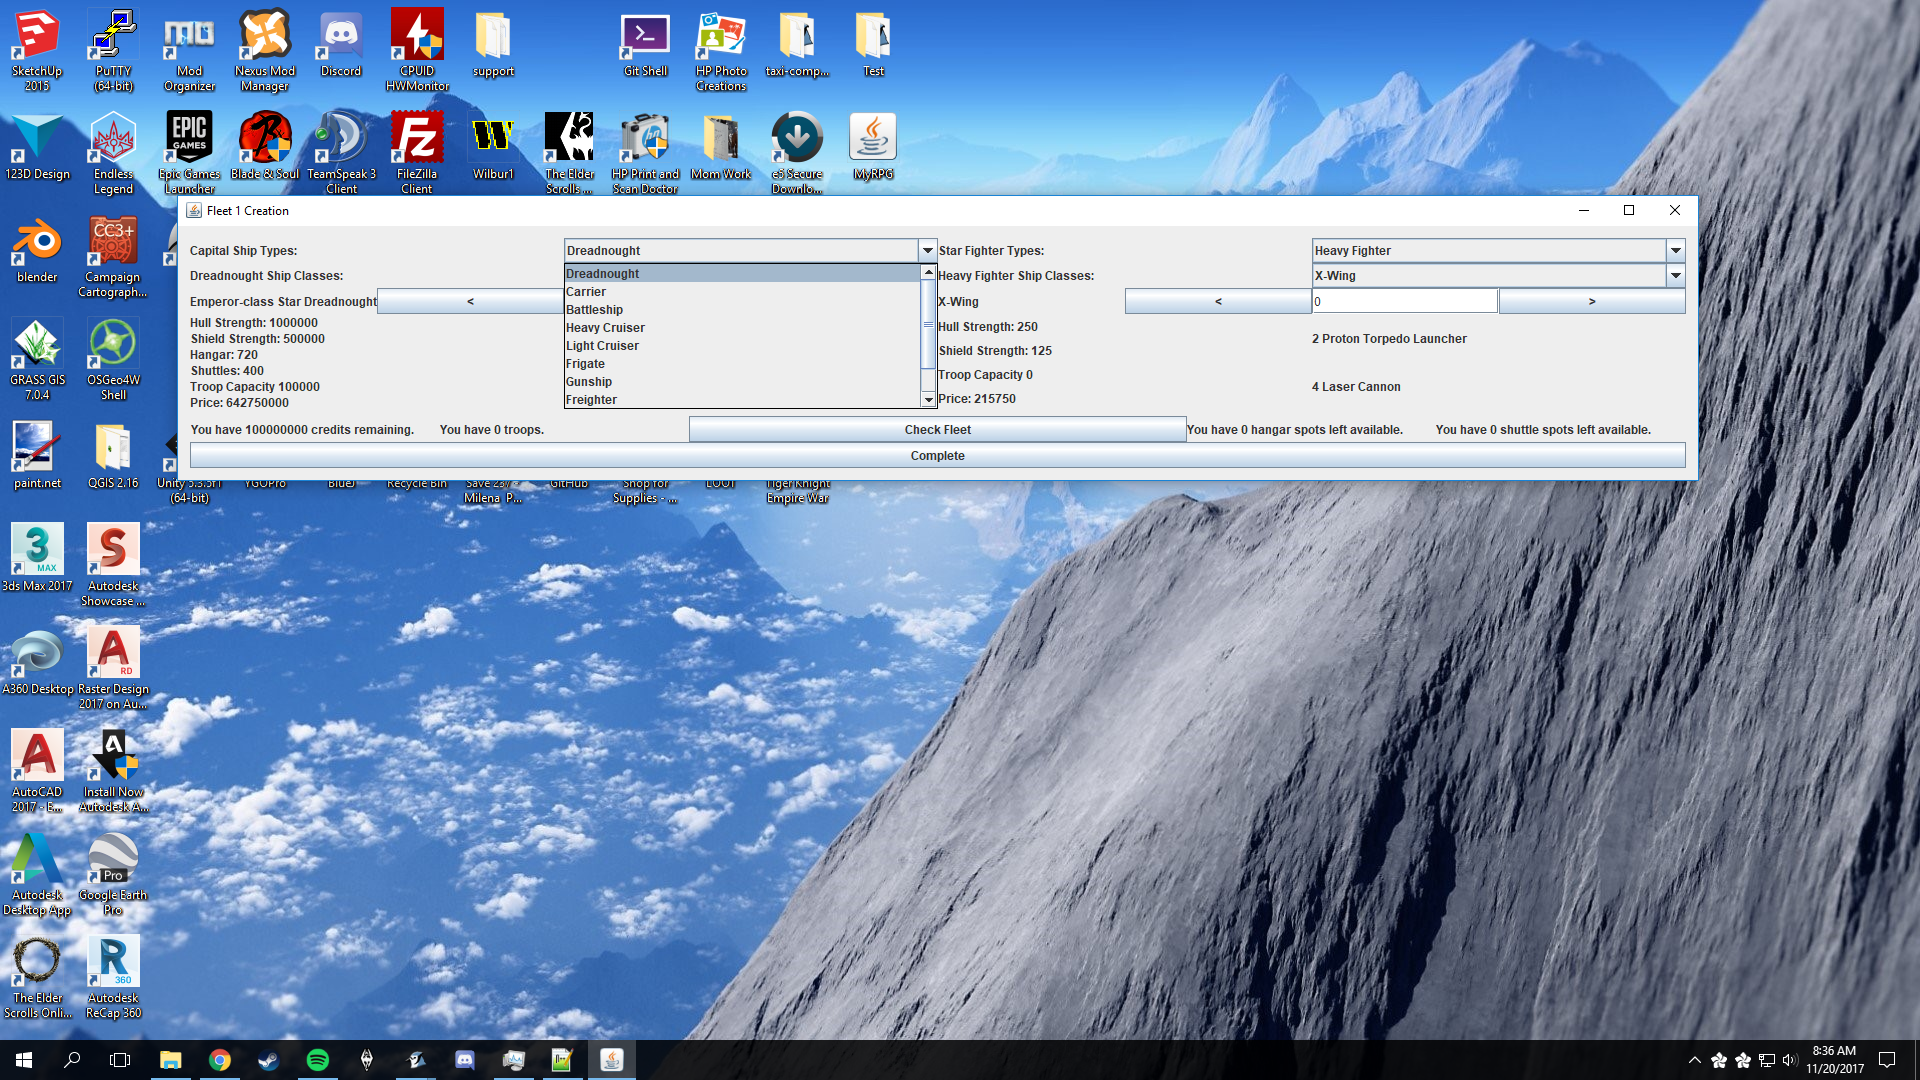 SketchUp 2015
PuTTY (64-bit)
Mod Organizer
Nexus Mod Manager
Discord
CPUID HWMonitor
support
Git Shell
HP Photo Creations
taxi-comp...
Test
123D Design
Endless Legend
EPIC GAMES
Epic Games Launcher
Blade & Soul
TeamSpeak 3 Client
FileZilla Client
Wilbur1
The Elder Scrolls ...
HP Print and Scan Doctor
Mom Work
e5 Secure Downlo...
MyRPG
Fleet 1 Creation
Capital Ship Types:
Dreadnought
Star Fighter Types:
Heavy Fighter
Dreadnought Ship Classes:
Heavy Fighter Ship Classes:
X-Wing
Emperor-class Star Dreadnought
<
X-Wing
<
0
>
Dreadnought
Carrier
Battleship
Heavy Cruiser
Light Cruiser
Frigate
Gunship
Freighter
Hull Strength: 1000000
Shield Strength: 500000
Hangar: 720
Shuttles: 400
Troop Capacity 100000
Price: 642750000
Hull Strength: 250
Shield Strength: 125
Troop Capacity 0
Price: 215750
2 Proton Torpedo Launcher
4 Laser Cannon
You have 100000000 credits remaining.
You have 0 troops.
Check Fleet
You have 0 hangar spots left available.
You have 0 shuttle spots left available.
Complete
blender
CC3+
Campaign Cartograph...
GRASS GIS 7.0.4
OSGeo4W Shell
paint.net
QGIS 2.16
Unity 5.3.5f1 (64-bit)
YGOPro
BlueJ
Recycle Bin
Save 237 - Milena P...
GitHub
Shop for Supplies - ...
LOOT
Tiger Knight Empire War
3ds Max 2017
Autodesk Showcase ...
A360 Desktop
Raster Design 2017 on Au...
AutoCAD 2017 - E...
Install Now Autodesk A...
Autodesk Desktop App
Pro
Google Earth Pro
The Elder Scrolls Onli...
Autodesk ReCap 360
8:36 AM
11/20/2017